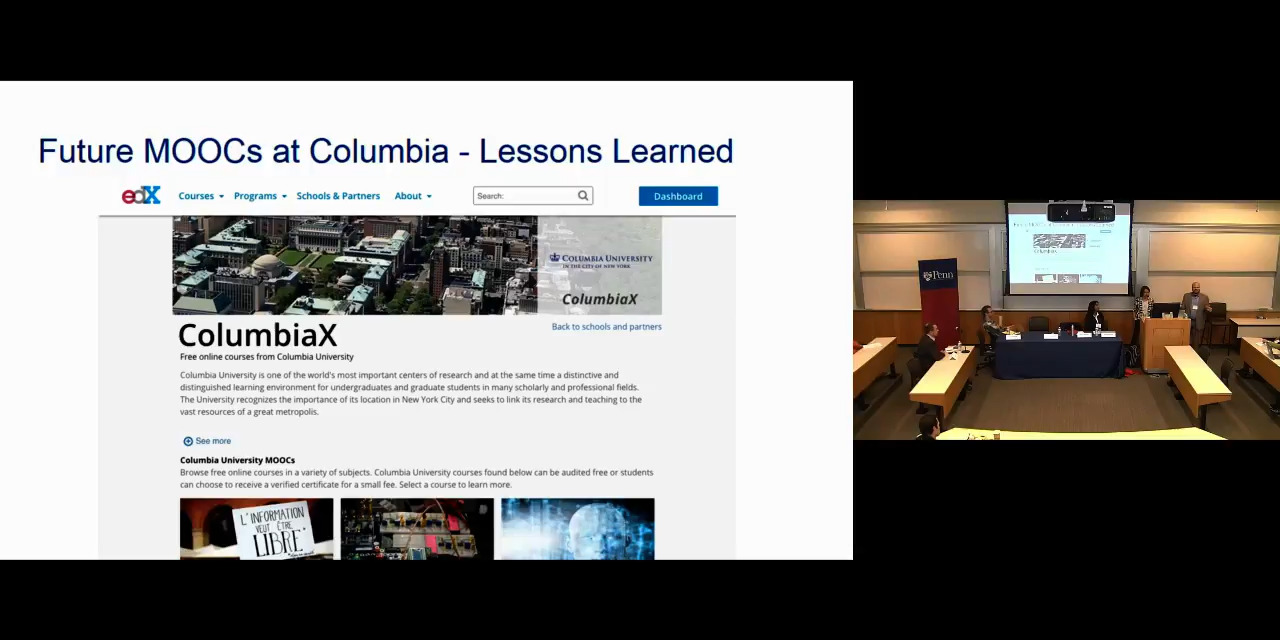 Future MOOCs at Columbia - Lessons Learned
edX Courses Programs Schools & Partners About Search: Dashboard
COLUMBIA UNIVERSITY
IN THE CITY OF NEW YORK
ColumbiaX
ColumbiaX
Back to schools and partners
Free online courses from Columbia University
Columbia University is one of the world's most important centers of research and at the same time a distinctive and
distinguished learning environment for undergraduates and graduate students in many scholarly and professional fields.
The University recognizes the importance of its location in New York City and seeks to link its research and teaching to the
vast resources of a great metropolis.
See more
Columbia University MOOCs
Browse free online courses in a variety of subjects. Columbia University courses found below can be audited free or students
can choose to receive a verified certificate for a small fee. Select a course to learn more.
L'INFORMATION
VEUT ÊTRE
LIBRE
Penn